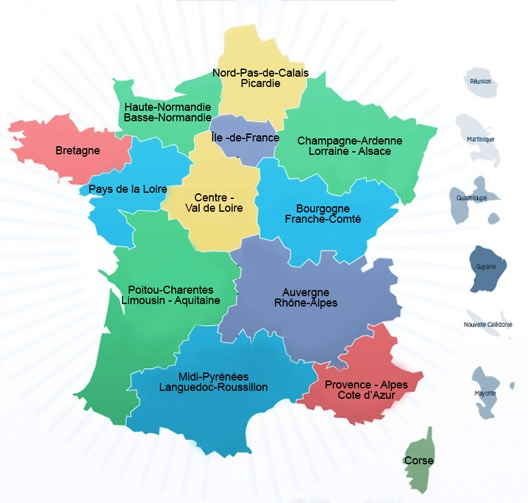 Nord-Pas-de-Calais
Picardie
Réunion
Haute-Normandie
Basse-Normandie
Île -de-France
Martinique
Champagne-Ardenne
Lorraine - Alsace
Bretagne
Pays de la Loire
Centre -
Val de Loire
Guadeloupe
Bourgogne
Franche-Comté
Guyane
Poitou-Charentes
Limousin - Aquitaine
Auvergne
Rhône-Alpes
Nouvelle Calédonie
Midi-Pyrénées
Languedoc-Roussillon
Provence - Alpes
Cote d'Azur
Mayotte
Corse